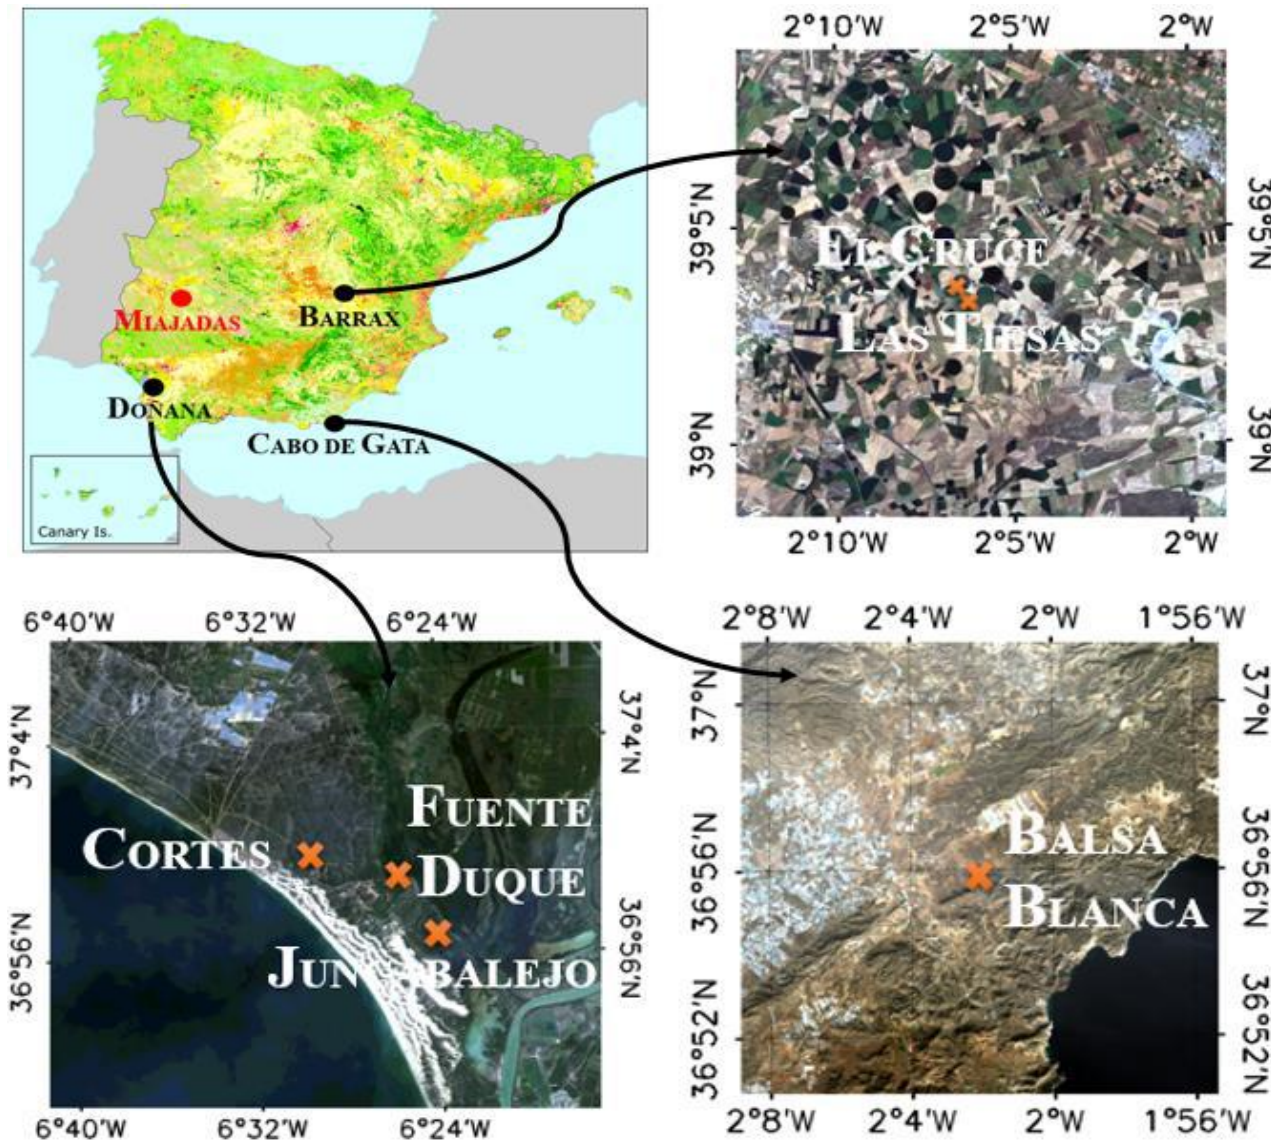 MIAJADAS
BARRAX
DOÑANA
CABO DE GATA
Canary Is.
2°10'W 2°5'W 2°W
39°5'N
39°5'N
EL CRUCE
LAS TIESAS
39°N
39°N
2°10'W 2°5'W 2°W
6°40'W 6°32'W 6°24'W
37°4'N
37°4'N
FUENTE
CORTES
DUQUE
36°56'N
36°56'N
6°40'W 6°32'W 6°24'W
2°8'W 2°4'W 2°W 1°56'W
37°N
37°N
BALSA
36°56'N
36°56'N
BLANCA
36°52'N
36°52'N
2°8'W 2°4'W 2°W 1°56'W